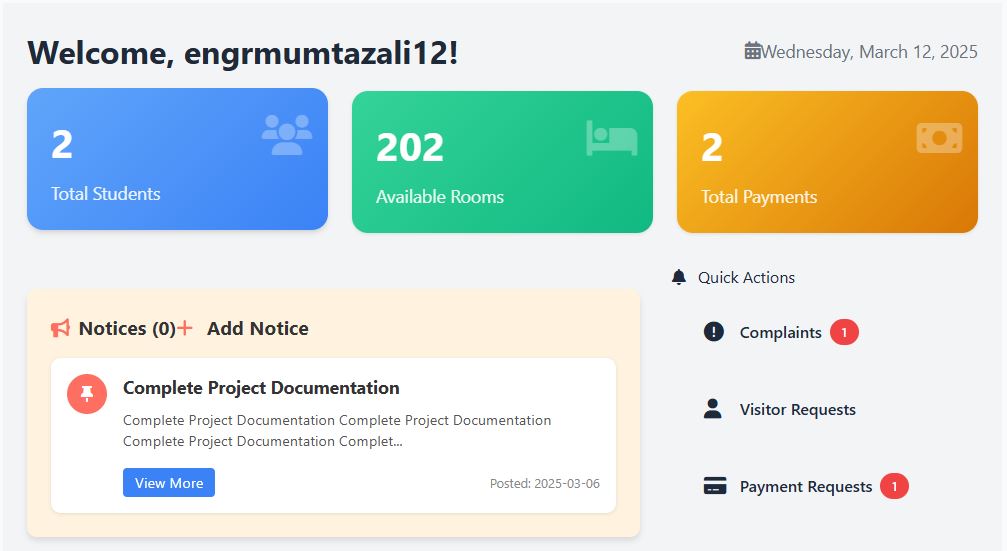 Welcome, engrmumtazali12!
Wednesday, March 12, 2025
2
Total Students
202
Available Rooms
2
Total Payments
Notices (0)
Add Notice
Complete Project Documentation
Complete Project Documentation Complete Project Documentation
Complete Project Documentation Complet...
View More
Posted: 2025-03-06
Quick Actions
Complaints 1
Visitor Requests
Payment Requests 1